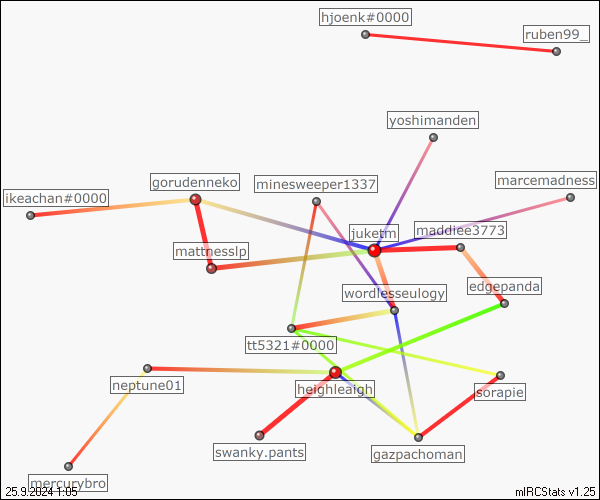 hjoenk#0000
ruben99_
yoshimanden
gorudenneko
minesweeper1337
marcemadness
ikeachan#0000
juketm
maddie3773
mattnesslp
edgepanda
wordlesseulogy
tt5321#0000
neptune01
heighleaigh
sorapie
swanky.pants
gazpachoman
mercurybro
25.9.2024 1:05
mIRCStats v1.25